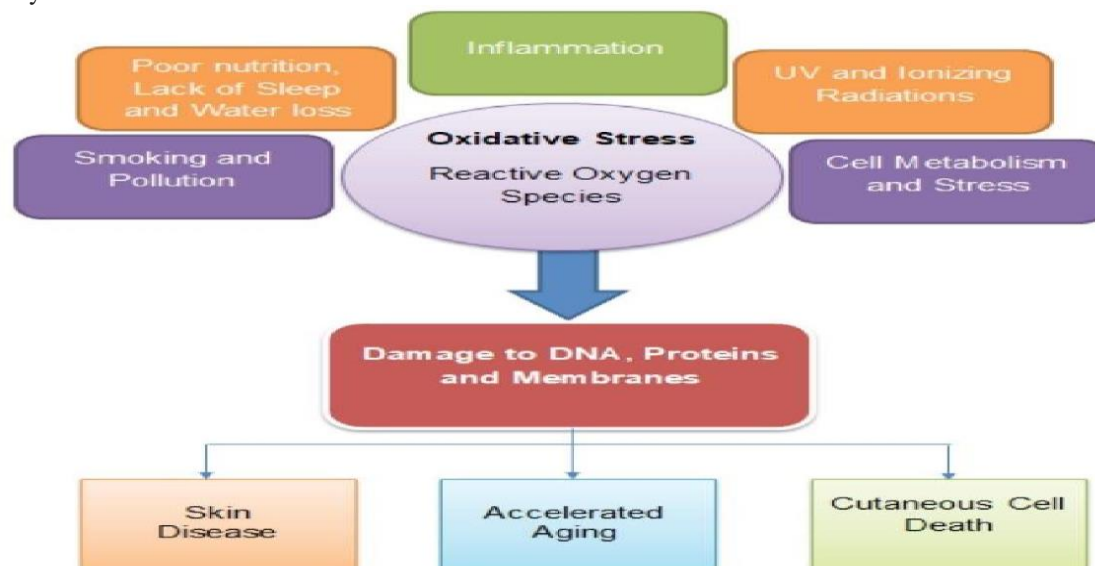 Inflammation
Poor nutrition,
Lack of Sleep
and Water loss
UV and Ionizing
Radiations
Smoking and
Pollution
Oxidative Stress
Reactive Oxygen
Species
Cell Metabolism
and Stress
Damage to DNA, Proteins
and Membranes
Skin
Disease
Accelerated
Aging
Cutaneous Cell
Death